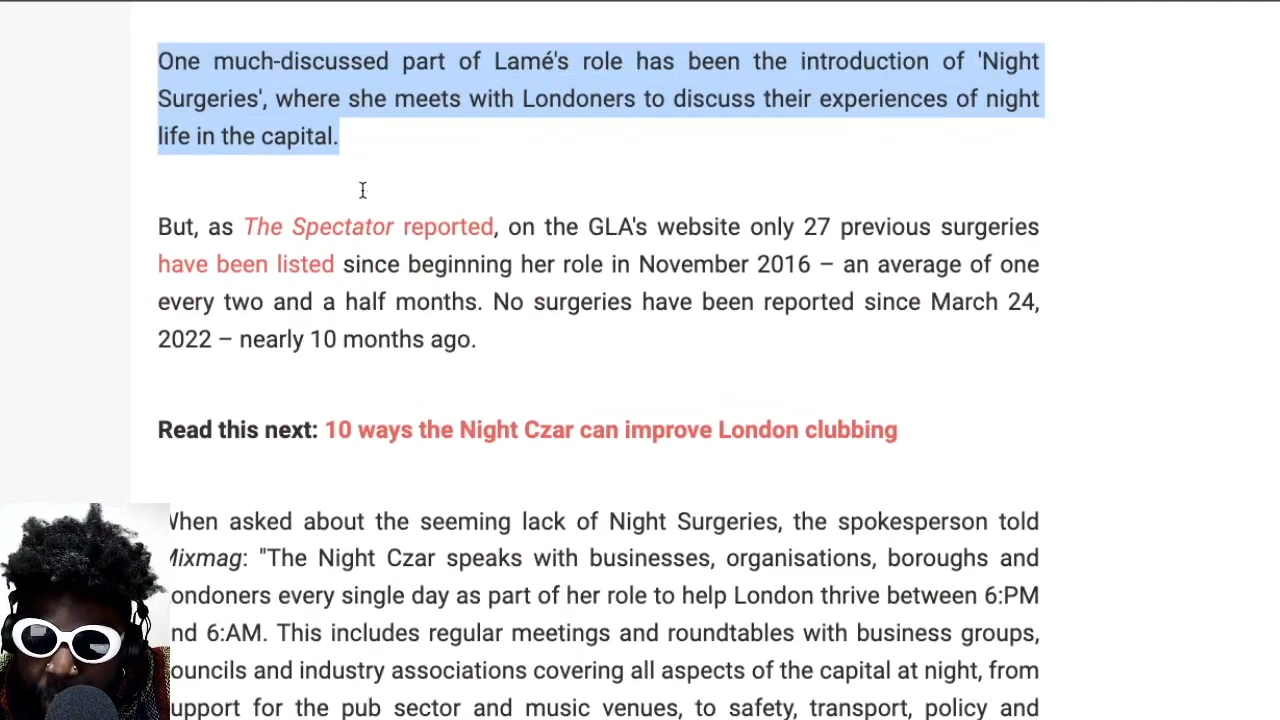 One much-discussed part of Lamé's role has been the introduction of 'Night
Surgeries', where she meets with Londoners to discuss their experiences of night
life in the capital.
But, as The Spectator reported, on the GLA's website only 27 previous surgeries
have been listed since beginning her role in November 2016 – an average of one
every two and a half months. No surgeries have been reported since March 24,
2022 – nearly 10 months ago.
Read this next: 10 ways the Night Czar can improve London clubbing
When asked about the seeming lack of Night Surgeries, the spokesperson told
Mixmag: "The Night Czar speaks with businesses, organisations, boroughs and
ondoners every single day as part of her role to help London thrive between 6:PM
nd 6:AM. This includes regular meetings and roundtables with business groups,
ouncils and industry associations covering all aspects of the capital at night, from
upport for the pub sector and music venues, to safety, transport, policy and